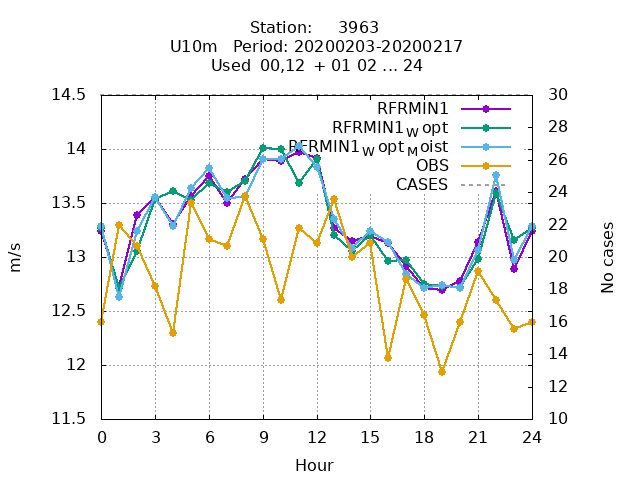 Station: 3963
U10m Period: 20200203-20200217
Used 00,12 + 01 02 ... 24
14.5
14
13.5
13
12.5
12
11.5
m/s
RFRMIN1
RFRMIN1W opt
RFRMIN1W optMoist
OBS
CASES
30
28
26
24
22
20
18
16
14
12
10
No cases
0 3 6 9 12 15 18 21 24
Hour